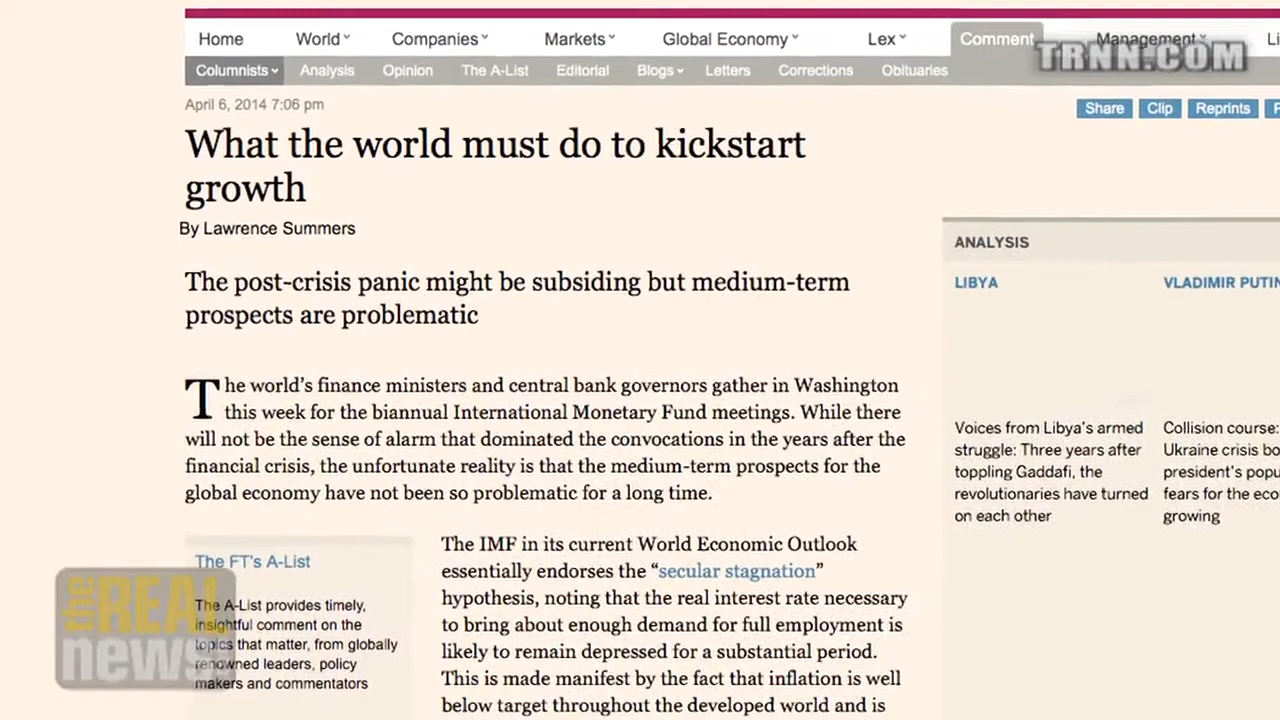 Home World Companies Markets Global Economy Lex Comment Management Li
TRNN.COM
Columnists Analysis Opinion The A-List Editorial Blogs Letters Corrections Obituaries
April 6, 2014 7:06 pm
Share Clip Reprints
What the world must do to kickstart
growth
By Lawrence Summers
The post-crisis panic might be subsiding but medium-term
prospects are problematic
The world's finance ministers and central bank governors gather in Washington
this week for the biannual International Monetary Fund meetings. While there
will not be the sense of alarm that dominated the convocations in the years after the
financial crisis, the unfortunate reality is that the medium-term prospects for the
global economy have not been so problematic for a long time.
The FT's A-List
The A-List provides timely,
insightful comment on the
topics that matter, from globally
renowned leaders, policy
makers and commentators
The IMF in its current World Economic Outlook
essentially endorses the “secular stagnation”
hypothesis, noting that the real interest rate necessary
to bring about enough demand for full employment is
likely to remain depressed for a substantial period.
This is made manifest by the fact that inflation is well
below target throughout the developed world and is
ANALYSIS
LIBYA
Voices from Libya's armed
struggle: Three years after
toppling Gaddafi, the
revolutionaries have turned
on each other
VLADIMIR PUTIN
Collision course:
Ukraine crisis bo
president's popu
fears for the eco
growing
the REAL
news